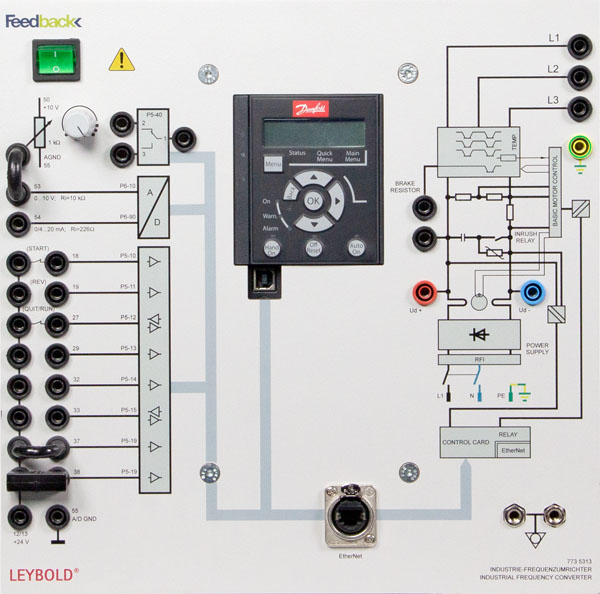 Feedback
I
O
50
+10 V
1 kΩ
AGND
55
P5-40
2
1
3
53
P6-10
0...10 V; Ri=10 kΩ
54
P6-90
0/4...20 mA; Ri=226Ω
A
D
(START)
18
P5-10
(REV)
19
P5-11
(QUIT/RUN)
27
P5-12
29
P5-13
32
P5-14
33
P5-15
37
P5-19
38
P5-19
12/13
+24 V
55
A/D GND
LEYBOLD®
Danfoss
Status
Quick
Menu
Main
Menu
Menu
Back
OK
On
Warn.
Alarm
Hand
On
Off
Reset
Auto
On
EtherNet
L1
L2
L3
TEMP.
BASIC MOTOR CONTROL
BRAKE
RESISTOR
INRUSH
RELAY
Ud +
Ud -
POWER
SUPPLY
RFI
L1
N
PE
CONTROL CARD
RELAY
EtherNet
773 5313
INDUSTRIE-FREQUENZUMRICHTER
INDUSTRIAL FREQUENCY CONVERTER